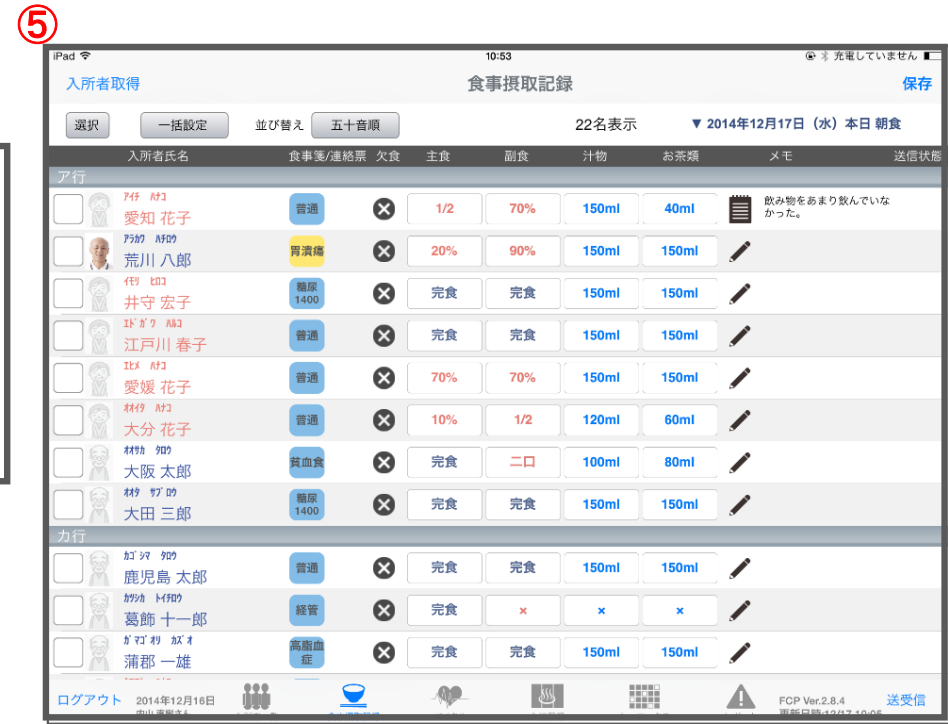 ⑤
iPad 10:53 充電していません
入所者取得 食事摂取記録 保存
選択 一括設定 並び替え 五十音順 22名表示 ▼ 2014年12月17日（水）本日 朝食
入所者氏名 食事箋/連絡票 欠食 主食 副食 汁物 お茶類 メモ 送信状態
ア行
ｱｲﾁ ﾊﾅｺ
愛知 花子 普通 1/2 70% 150ml 40ml 飲み物をあまり飲んでいな
かった。
ｱﾗｶﾜ ﾊﾁﾛｳ
荒川 八郎 胃潰瘍 20% 90% 150ml 150ml
ｲﾓﾘ ﾋﾛｺ
井守 宏子 糖尿
1400 完食 完食 150ml 150ml
ｴﾄﾞｶﾞﾜ ﾊﾙｺ
江戸川 春子 普通 完食 完食 150ml 150ml
ｴﾋﾒ ﾊﾅｺ
愛媛 花子 普通 70% 70% 150ml 150ml
ｵｵｲﾀ ﾊﾅｺ
大分 花子 普通 10% 1/2 120ml 60ml
ｵｵｻｶ ﾀﾛｳ
大阪 太郎 貧血食 完食 二口 100ml 80ml
ｵｵﾀ ｻﾌﾞﾛｳ
大田 三郎 糖尿
1400 完食 完食 150ml 150ml
カ行
ｶｺﾞｼﾏ ﾀﾛｳ
鹿児島 太郎 普通 完食 完食 150ml 150ml
ｶﾂｼｶ ﾄｲﾁﾛｳ
葛飾 十一郎 経管 完食 × × ×
ｶﾞﾏｺﾞｵﾘ ｶｽﾞｵ
蒲郡 一雄 高脂血
症 完食 完食 150ml 150ml
ログアウト 2014年12月16日 FCP Ver.2.8.4 送受信